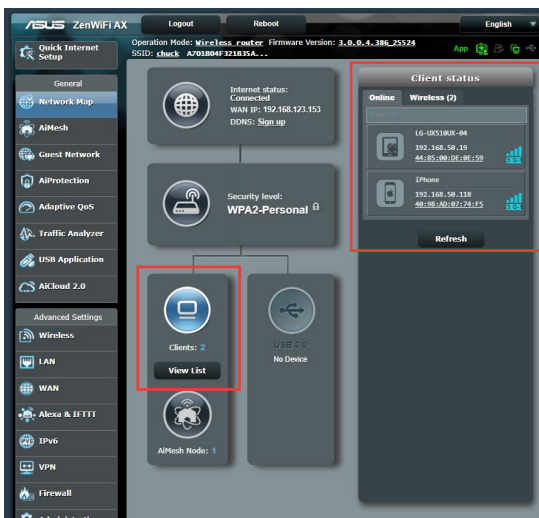 ASUS ZenWiFi AX
Logout
Reboot
English
Operation Mode: Wireless router Firmware Version: 3.0.0.4.386_25524
SSID: chuck A701B04F321B35A...
App
Quick Internet
Setup
General
Network Map
AiMesh
Guest Network
AiProtection
Adaptive QoS
Traffic Analyzer
USB Application
AiCloud 2.0
Advanced Settings
Wireless
LAN
WAN
Alexa & IFTTT
IPv6
VPN
Firewall
Internet status:
Connected
WAN IP: 192.168.123.153
DDNS: Sign up
Security level:
WPA2-Personal
Clients: 2
View List
USB 3.0
No Device
AiMesh Node: 1
Client status
Online
Wireless (2)
LG-UX510UX-04
192.168.50.19
44:85:00:DE:0E:59
iPhone
192.168.50.118
40:98:AD:07:74:F5
Refresh